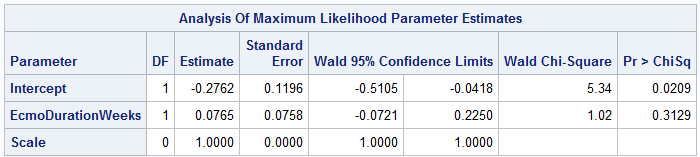 Analysis Of Maximum Likelihood Parameter Estimates
Parameter DF Estimate Standard Error Wald 95% Confidence Limits Wald Chi-Square Pr > ChiSq
Intercept 1 -0.2762 0.1196 -0.5105 -0.0418 5.34 0.0209
EcmoDurationWeeks 1 0.0765 0.0758 -0.0721 0.2250 1.02 0.3129
Scale 0 1.0000 0.0000 1.0000 1.0000